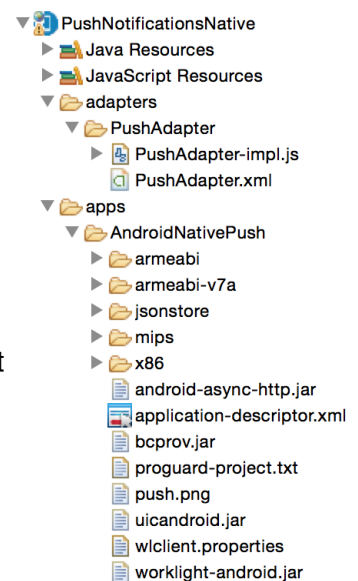 PushNotificationsNative
Java Resources
JavaScript Resources
adapters
PushAdapter
PushAdapter-impl.js
PushAdapter.xml
apps
AndroidNativePush
armeabi
armeabi-v7a
jsonstore
mips
t
x86
android-async-http.jar
application-descriptor.xml
bcprov.jar
proguard-project.txt
push.png
uicandroid.jar
wlclient.properties
worklight-android.jar